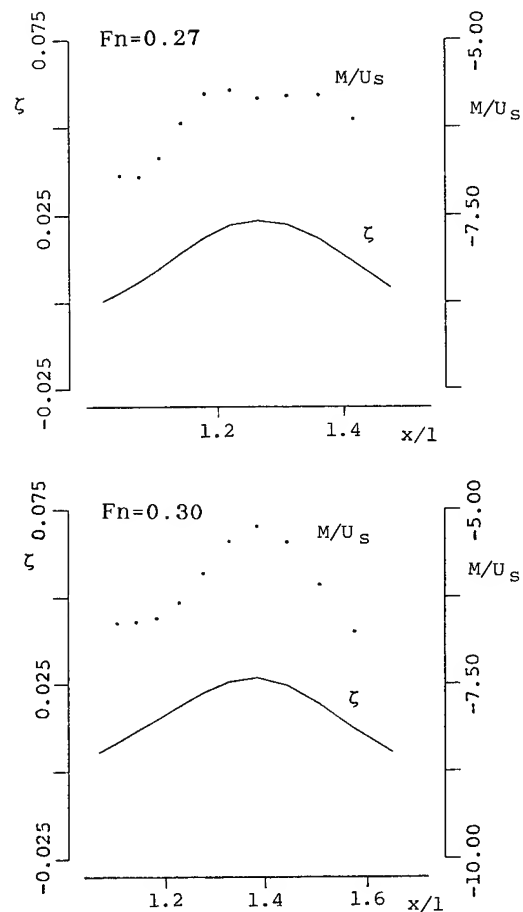 Fn=0.27
0.075
0.025
-0.025
ζ
M/Us
ζ
-5.00
-7.50
M/Us
1.2
1.4
x/l
Fn=0.30
0.075
0.025
-0.025
ζ
M/Us
ζ
-5.00
-7.50
-10.00
M/Us
1.2
1.4
1.6
x/l